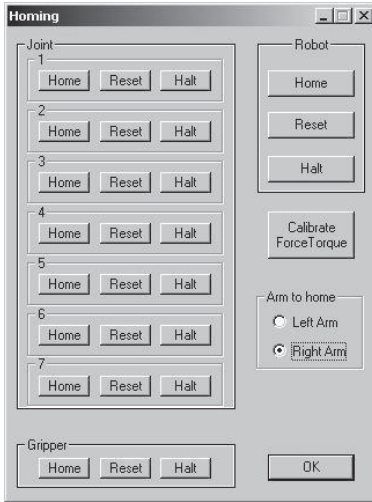 Homing
Joint
1
Home Reset Halt
2
Home Reset Halt
3
Home Reset Halt
4
Home Reset Halt
5
Home Reset Halt
6
Home Reset Halt
7
Home Reset Halt
Gripper
Home Reset Halt
Robot
Home
Reset
Halt
Calibrate
ForceTorque
Arm to home
Left Arm
Right Arm
OK